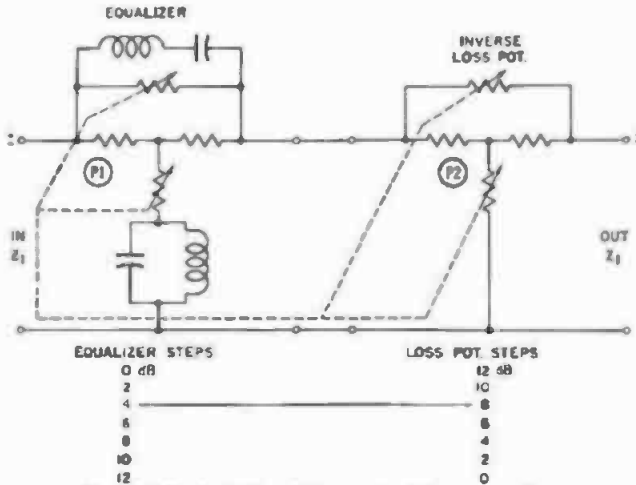 EQUALIZER
INVERSE
LOSS POT.
P1
P2
IN
Z1
OUT
Z1
EQUALIZER STEPS
LOSS POT. STEPS
0 dB
12 dB
2
10
4
8
6
6
8
4
10
2
12
0